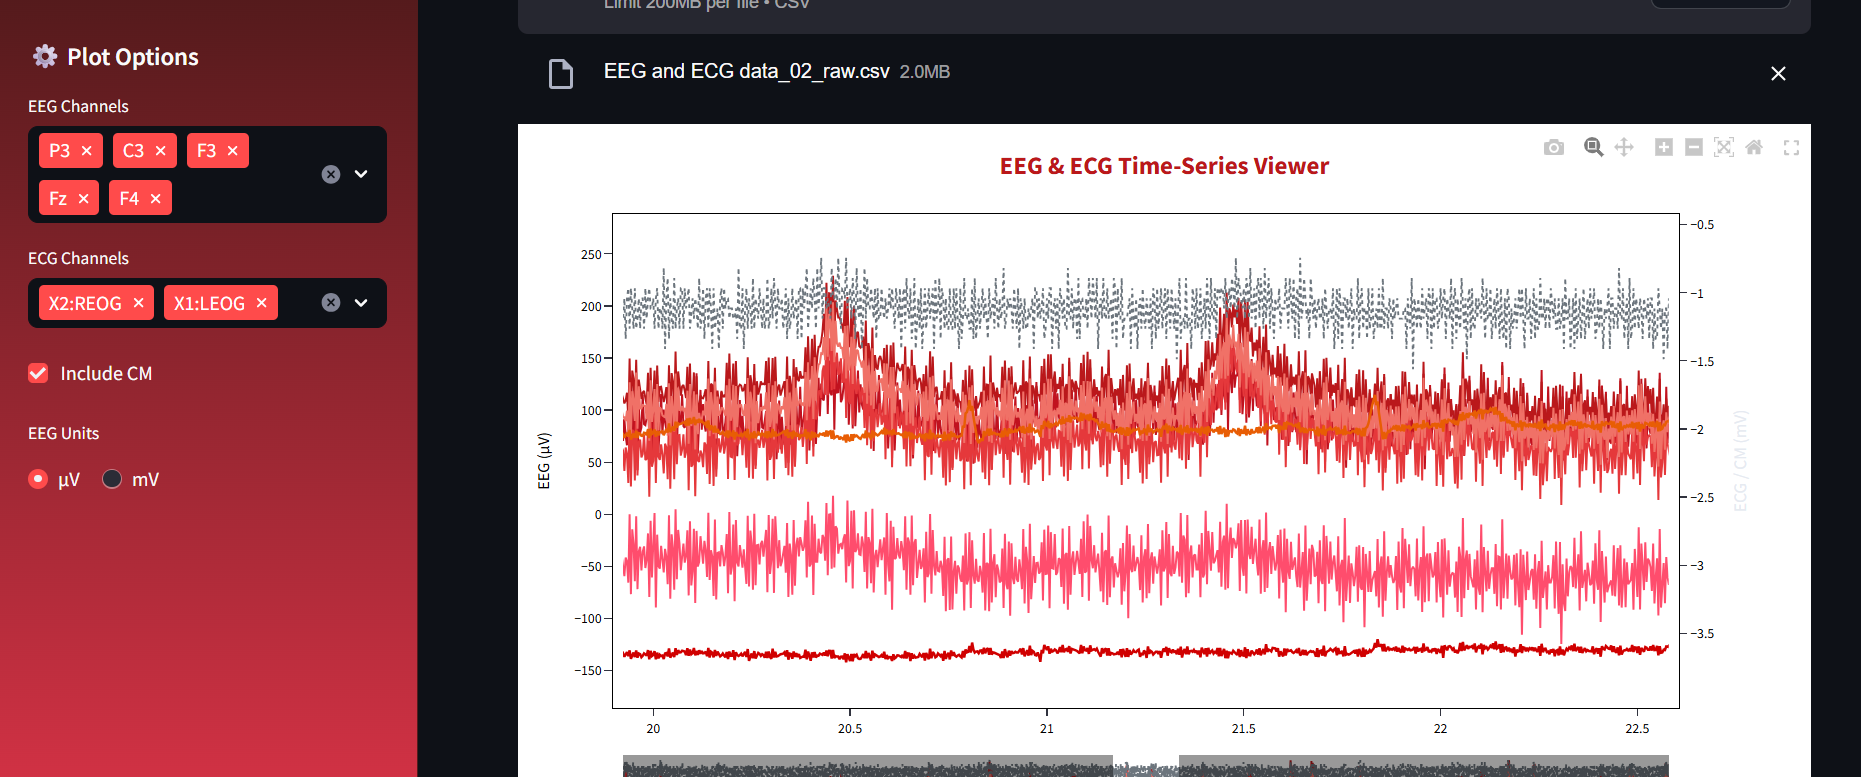 Limit 200MB per file • CSV
Plot Options
EEG Channels
P3 × C3 × F3 ×
Fz × F4 ×
ECG Channels
X2:REOG × X1:LEOG ×
Include CM
EEG Units
μV mV
EEG and ECG data_02_raw.csv 2.0MB
EEG & ECG Time-Series Viewer
250
200
150
100
50
0
−50
−100
−150
EEG (μV)
−0.5
−1
−1.5
−2
−2.5
−3
−3.5
ECG / CM (mV)
20 20.5 21 21.5 22 22.5